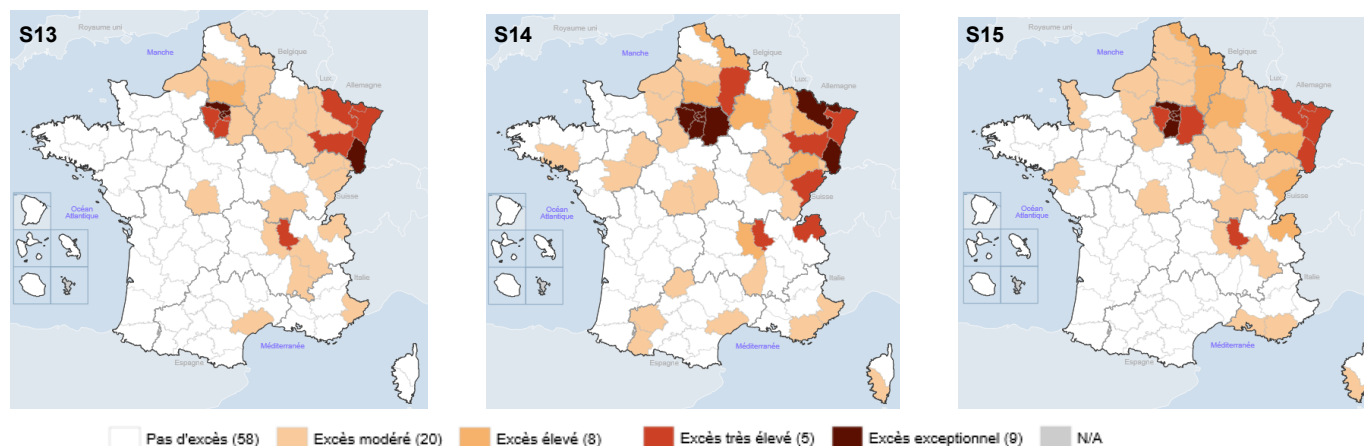 S13
Royaume uni
Manche
Belgique
Lux.
Allemagne
Suisse
Océan
Atlantique
Italie
Méditerranée
Espagne
S14
Royaume uni
Manche
Belgique
Lux.
Allemagne
Suisse
Océan
Atlantique
Italie
Méditerranée
Espagne
S15
Royaume uni
Manche
Belgique
Lux.
Allemagne
Suisse
Océan
Atlantique
Italie
Méditerranée
Espagne
Pas d'excès (58) Excès modéré (20) Excès élevé (8) Excès très élevé (5) Excès exceptionnel (9) N/A